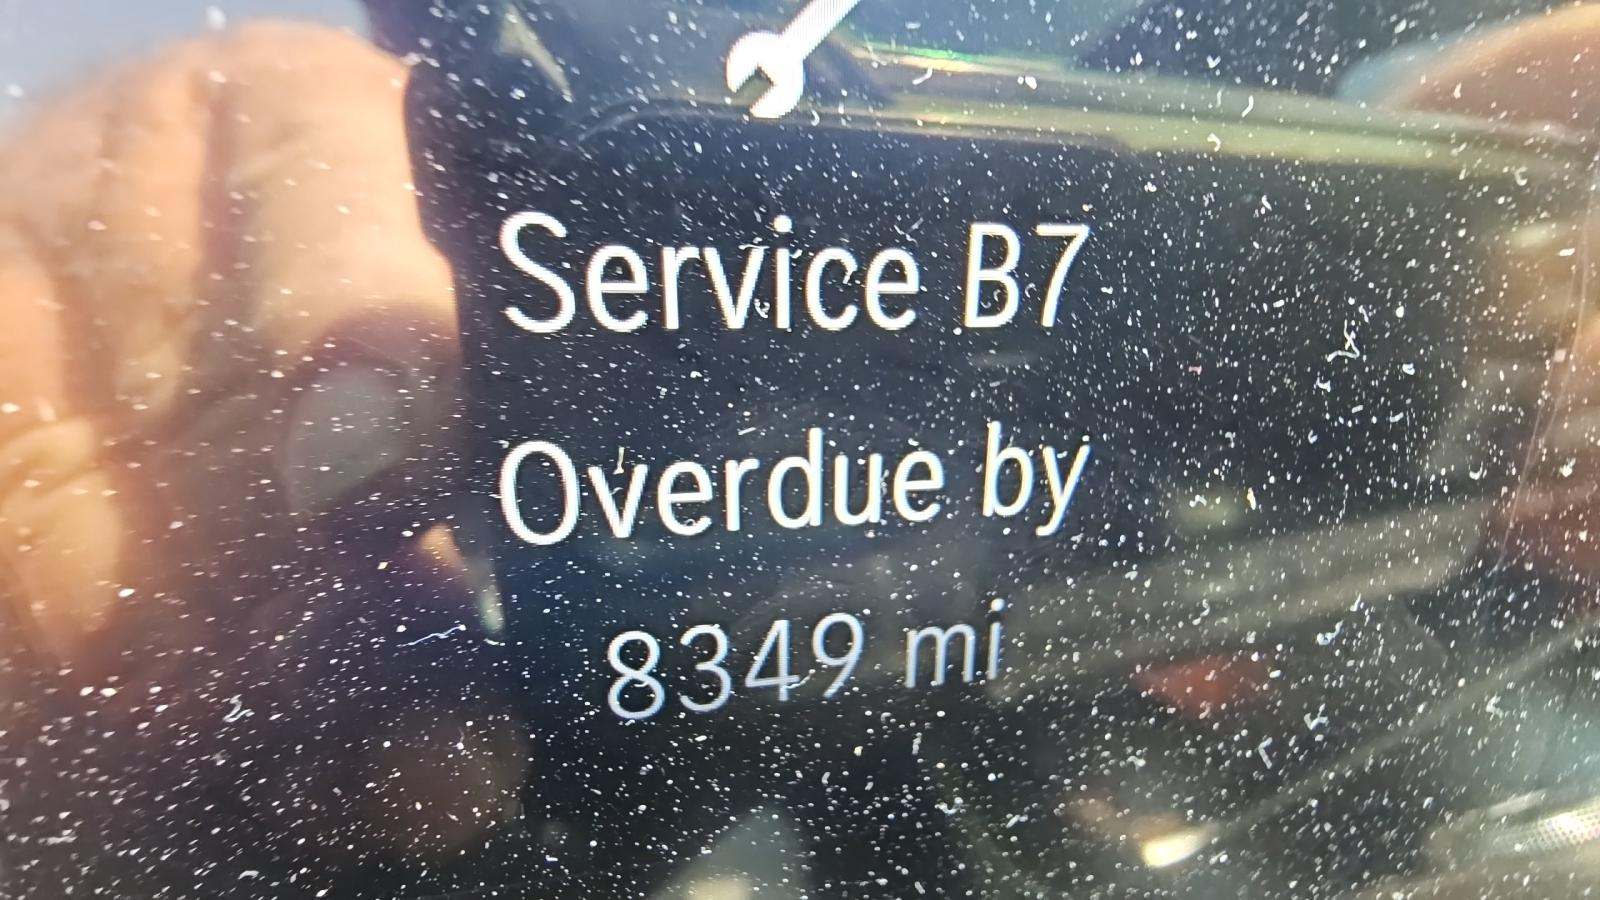 Service B7
Overdue by
8349 mi